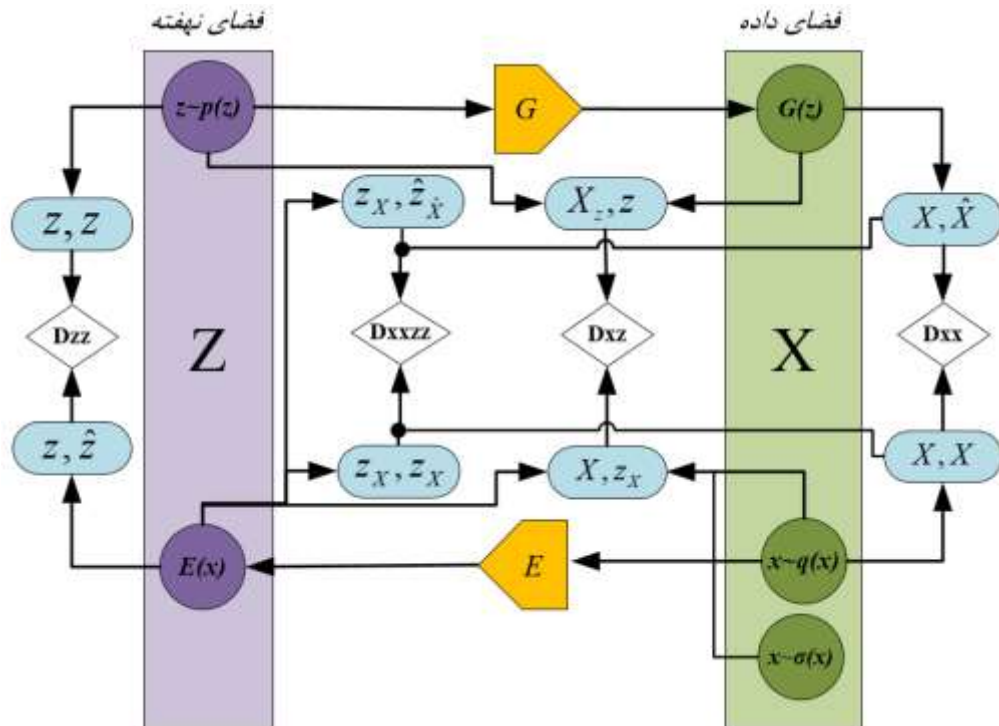 فضای نهفته
فضای داده
z~p(z)
G
G(z)
z, z
z_X, ẑ_X̂
X_z, z
X, X̂
Dzz
Z
Dxxzz
Dxz
X
Dxx
z, ẑ
z_X, z_X
X, z_X
X, X
E(x)
E
x~q(x)
x~σ(x)